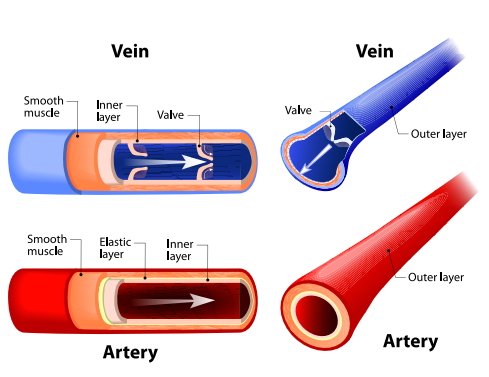 Vein
Smooth
muscle
Inner
layer
Valve
Vein
Valve
Outer layer
Smooth
muscle
Elastic
layer
Inner
layer
Artery
Outer layer
Artery